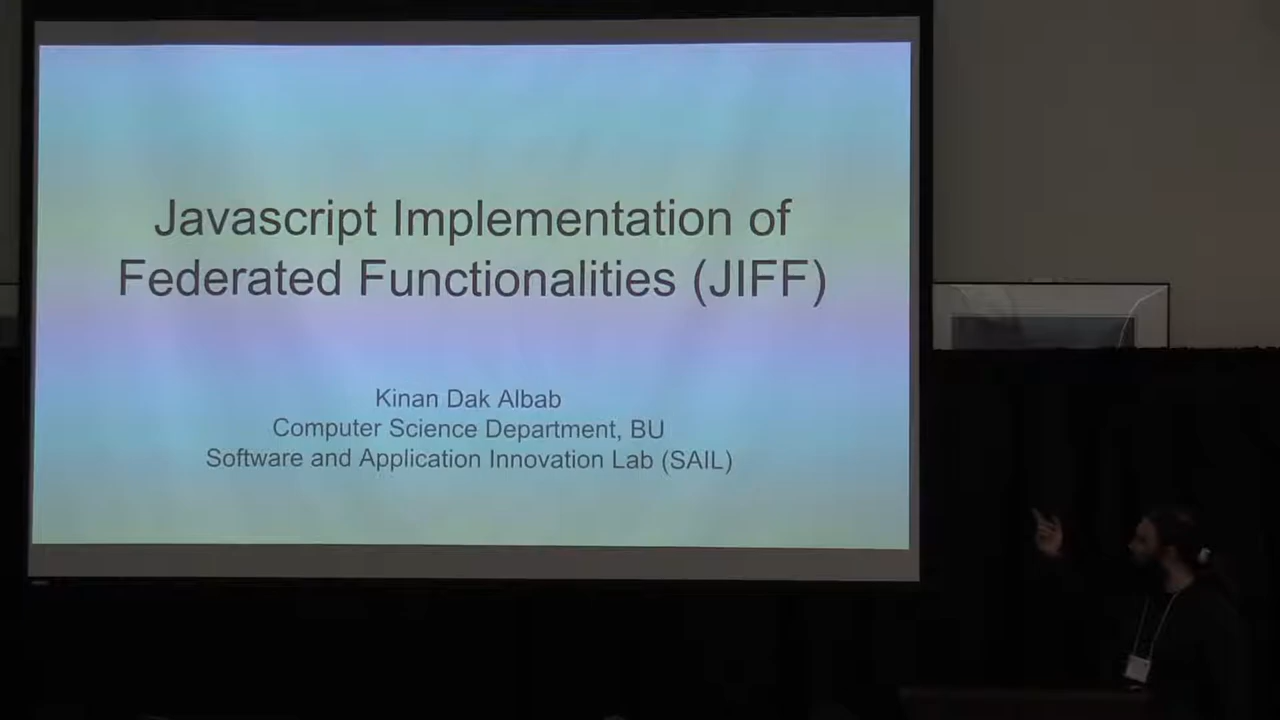 Javascript Implementation of
Federated Functionalities (JIFF)
Kinan Dak Albab
Computer Science Department, BU
Software and Application Innovation Lab (SAIL)